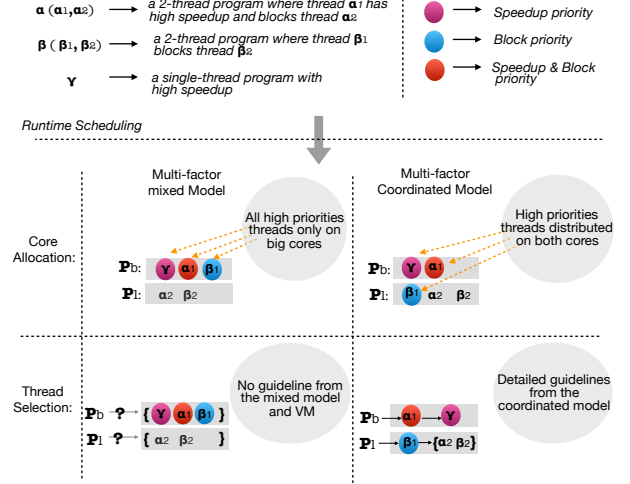 α (α1,α2) a 2-thread program where thread α1 has
high speedup and blocks thread α2
β (β1, β2) a 2-thread program where thread β1
blocks thread β2
γ a single-thread program with
high speedup
Speedup priority
Block priority
Speedup & Block
priority
Runtime Scheduling
Multi-factor
mixed Model
Multi-factor
Coordinated Model
Core
Allocation:
All high priorities
threads only on
big cores
High priorities
threads distributed
on both cores
Pb: γ α1 β1
Pl: α2 β2
Pb: γ α1
Pl: β1 α2 β2
Thread
Selection:
No guideline from
the mixed model
and VM
Detailed guidelines
from the
coordinated model
Pb ? { γ α1 β1 }
Pl ? { α2 β2 }
Pb α1 γ
Pl β1 {α2 β2}